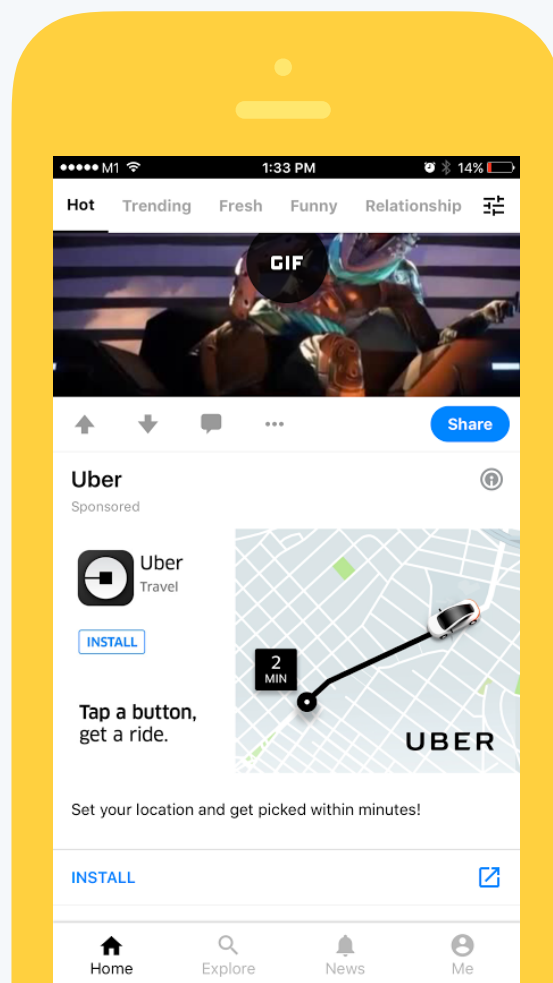 M1 1:33 PM 14%
Hot Trending Fresh Funny Relationship
GIF
Share
Uber
Sponsored
Uber
Travel
INSTALL
2
MIN
Tap a button,
get a ride.
UBER
Set your location and get picked within minutes!
INSTALL
Home Explore News Me